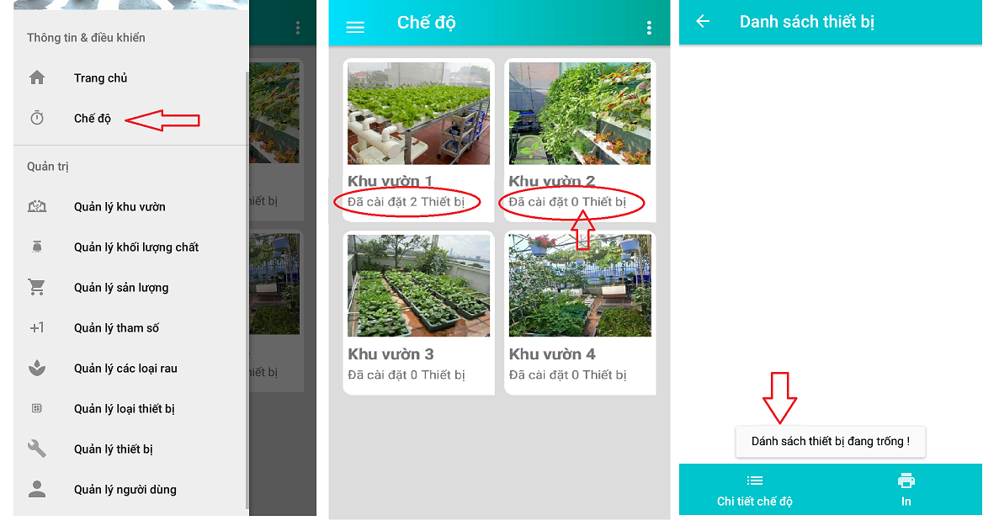 Thông tin & điều khiển
Trang chủ
Chế độ
Quản trị
Quản lý khu vườn
Quản lý khối lượng chất
Quản lý sản lượng
+1
Quản lý tham số
Quản lý các loại rau
Quản lý loại thiết bị
Quản lý thiết bị
Quản lý người dùng
iết bị
iết bị
Chế độ
Khu vườn 1
Đã cài đặt 2 Thiết bị
Khu vườn 2
Đã cài đặt 0 Thiết bị
Khu vườn 3
Đã cài đặt 0 Thiết bị
Khu vườn 4
Đã cài đặt 0 Thiết bị
Danh sách thiết bị
Dánh sách thiết bị đang trống !
Chi tiết chế độ
In